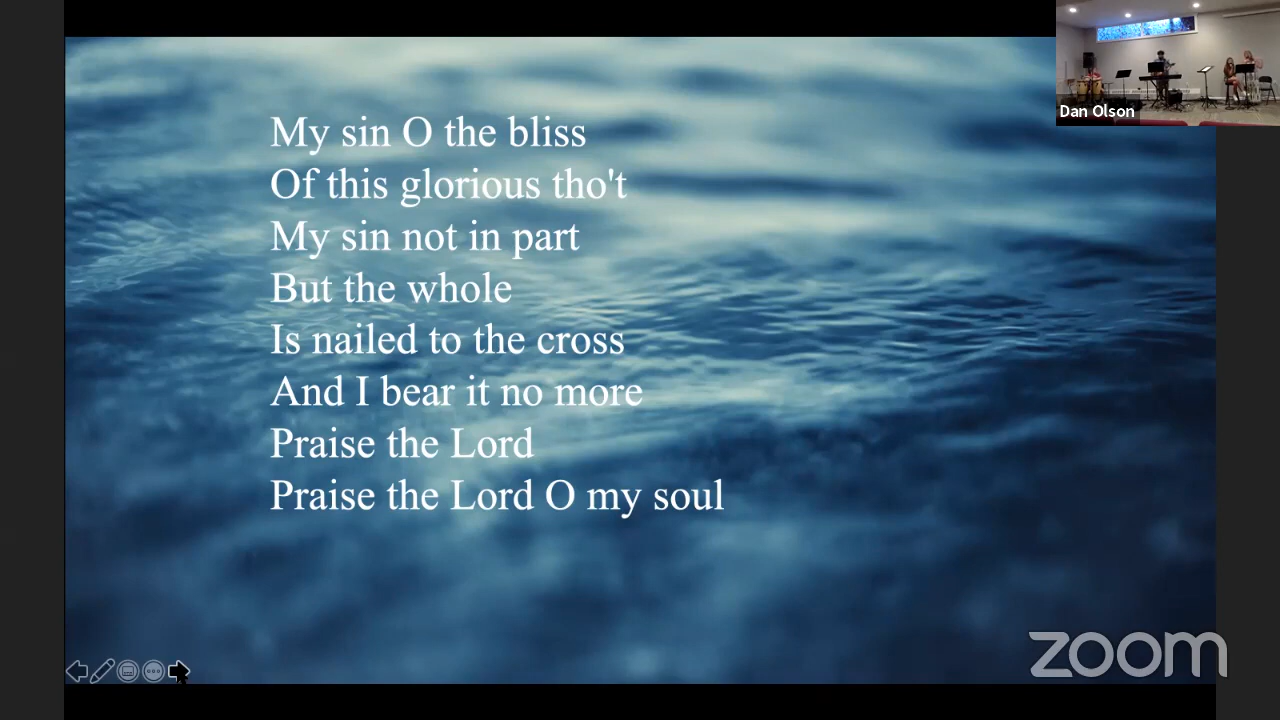 My sin O the bliss
Of this glorious tho't
My sin not in part
But the whole
Is nailed to the cross
And I bear it no more
Praise the Lord
Praise the Lord O my soul
Dan Olson
zoom